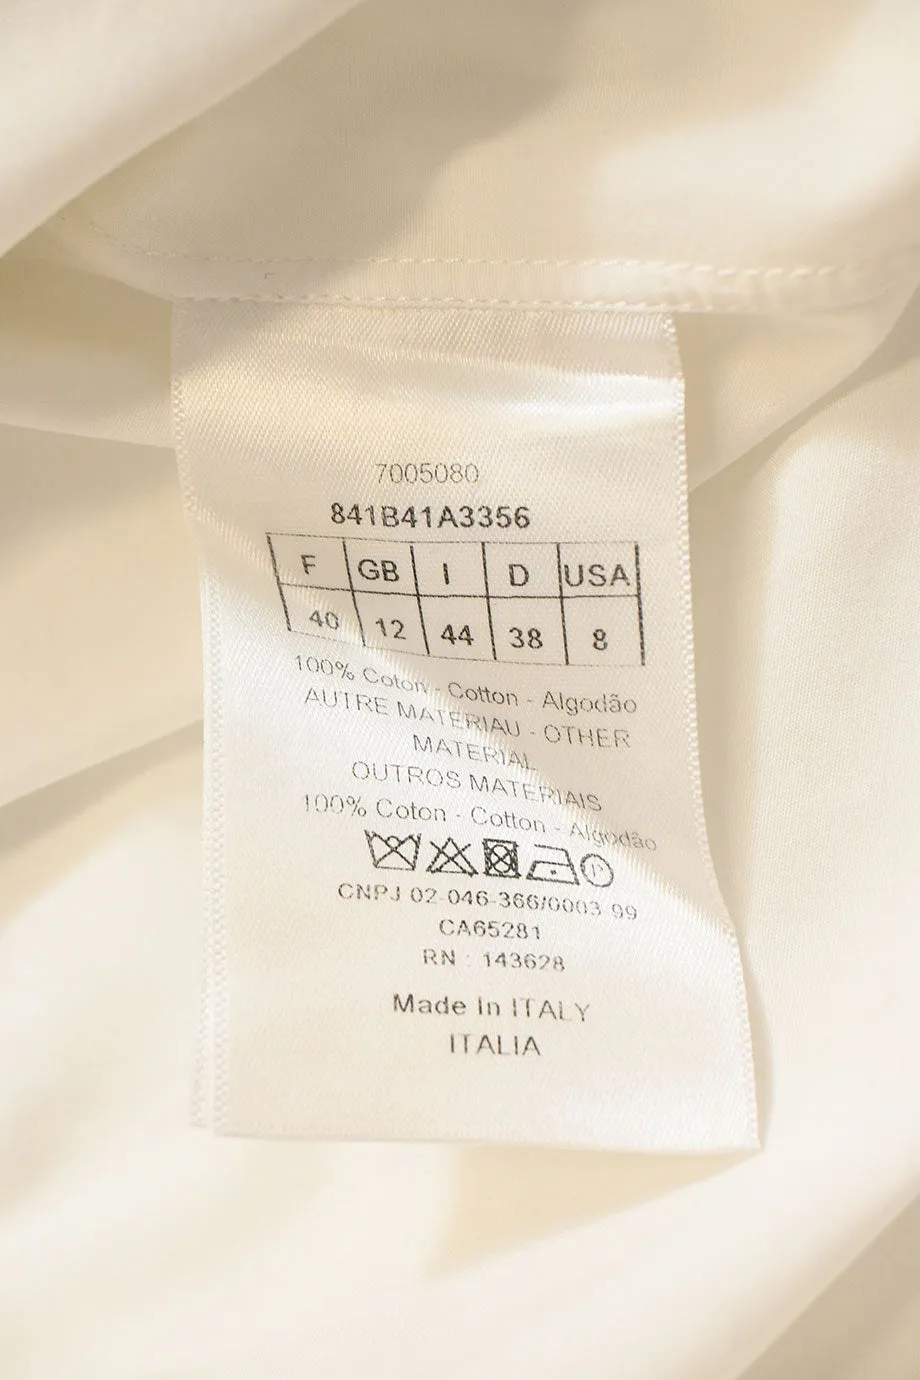 7005080
841B41A3356
F GB I D USA
40 12 44 38 8
100% Coton - Cotton - Algodão
AUTRE MATERIAU - OTHER
MATERIAL
OUTROS MATERIAIS
100% Coton - Cotton - Algodão
P
CNPJ 02-046-366/0003-99
CA65281
RN : 143628
Made In ITALY
ITALIA